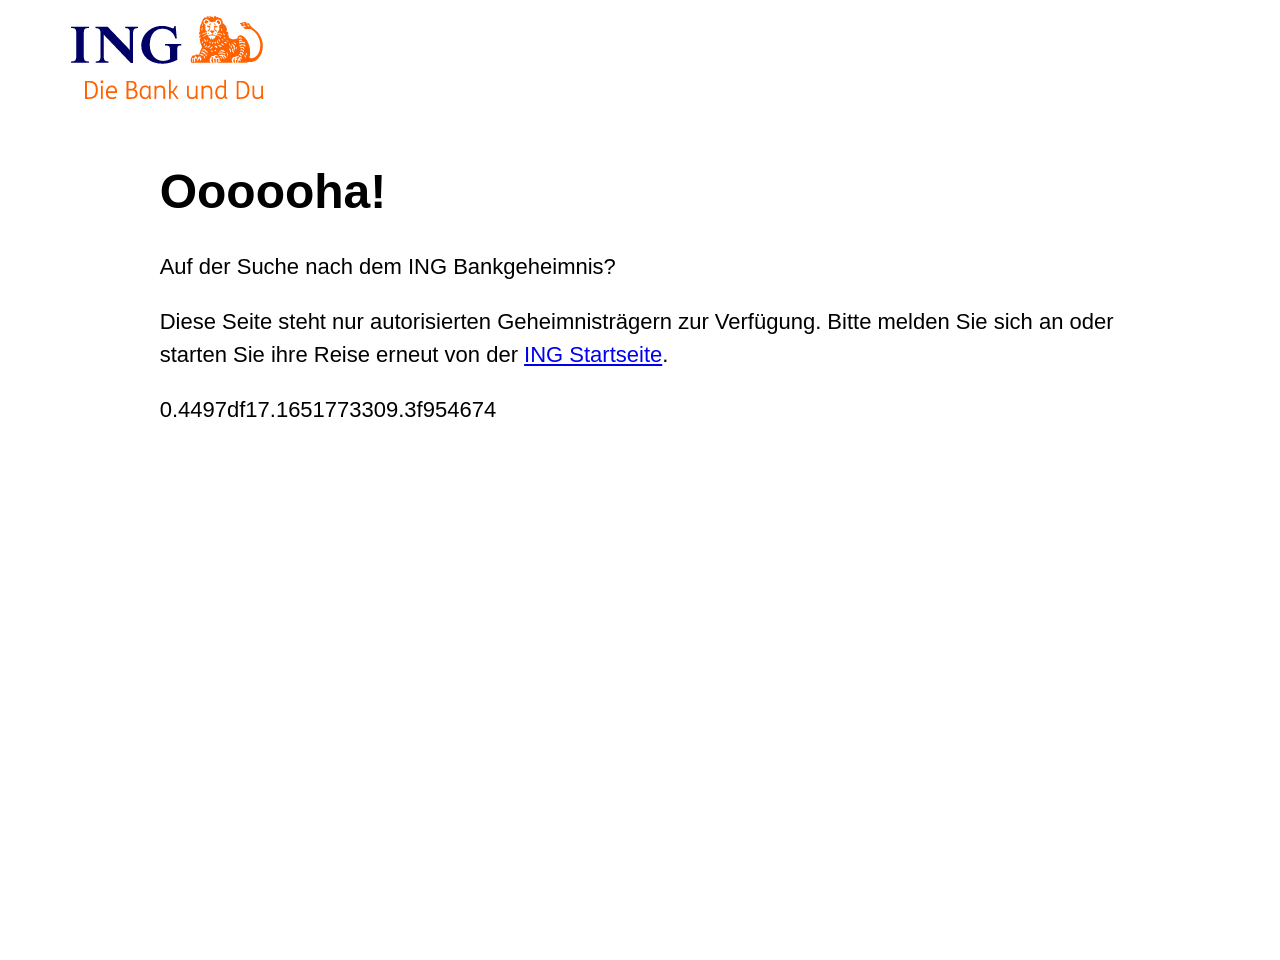 ING
Die Bank und Du
Oooooha!
Auf der Suche nach dem ING Bankgeheimnis?
Diese Seite steht nur autorisierten Geheimnisträgern zur Verfügung. Bitte melden Sie sich an oder
starten Sie ihre Reise erneut von der ING Startseite.
0.4497df17.1651773309.3f954674